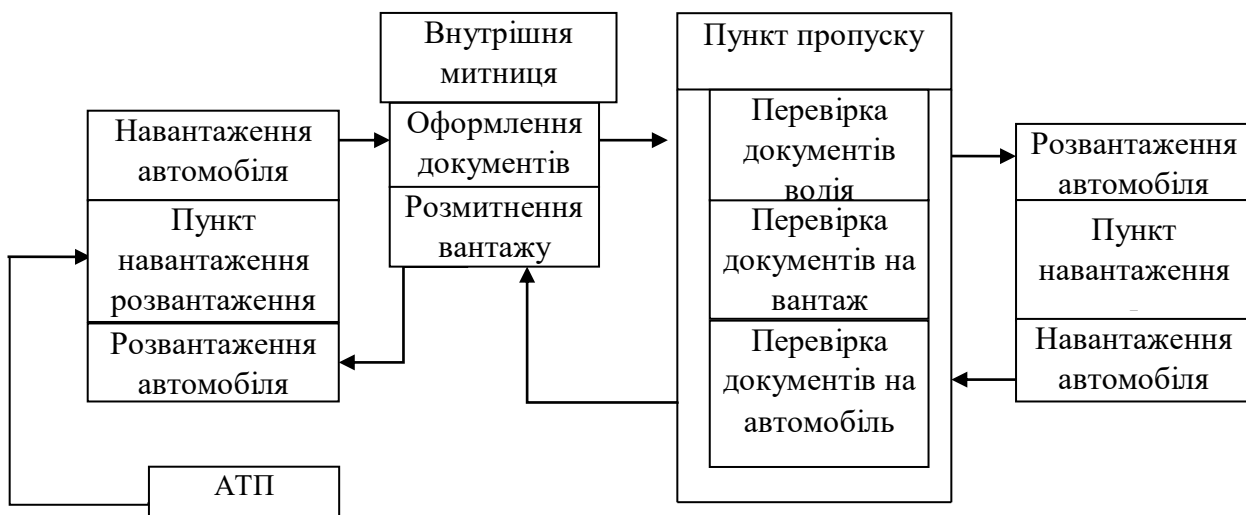 Внутрішня
митниця
Пункт пропуску
Навантаження
автомобіля
Пункт
навантаження
розвантаження
Розвантаження
автомобіля
АТП
Оформлення
документів
Розмитнення
вантажу
Перевірка
документів
водія
Перевірка
документів на
вантаж
Перевірка
документів на
автомобіль
Розвантаження
автомобіля
Пункт
навантаження
Навантаження
автомобіля